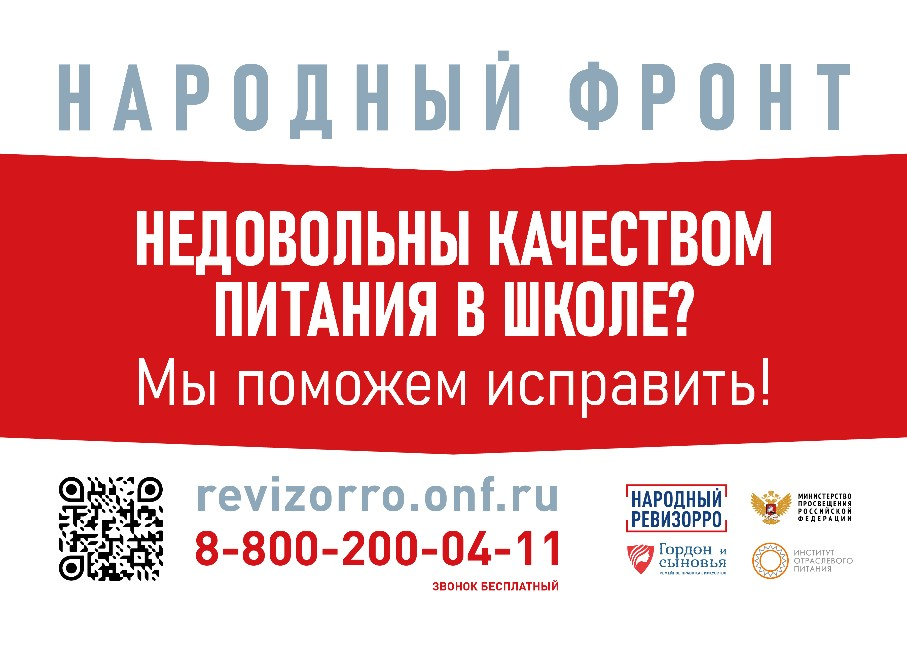 НАРОДНЫЙ ФРОНТ
НЕДОВОЛЬНЫ КАЧЕСТВОМ
ПИТАНИЯ В ШКОЛЕ?
Мы поможем исправить!
revizorro.onf.ru
8-800-200-04-11
ЗВОНОК БЕСПЛАТНЫЙ
НАРОДНЫЙ
РЕВИЗОРРО
МИНИСТЕРСТВО
ПРОСВЕЩЕНИЯ
РОССИЙСКОЙ
ФЕДЕРАЦИИ
Гордон и
сыновья
ИНСТИТУТ
ОТРАСЛЕВОГО
ПИТАНИЯ